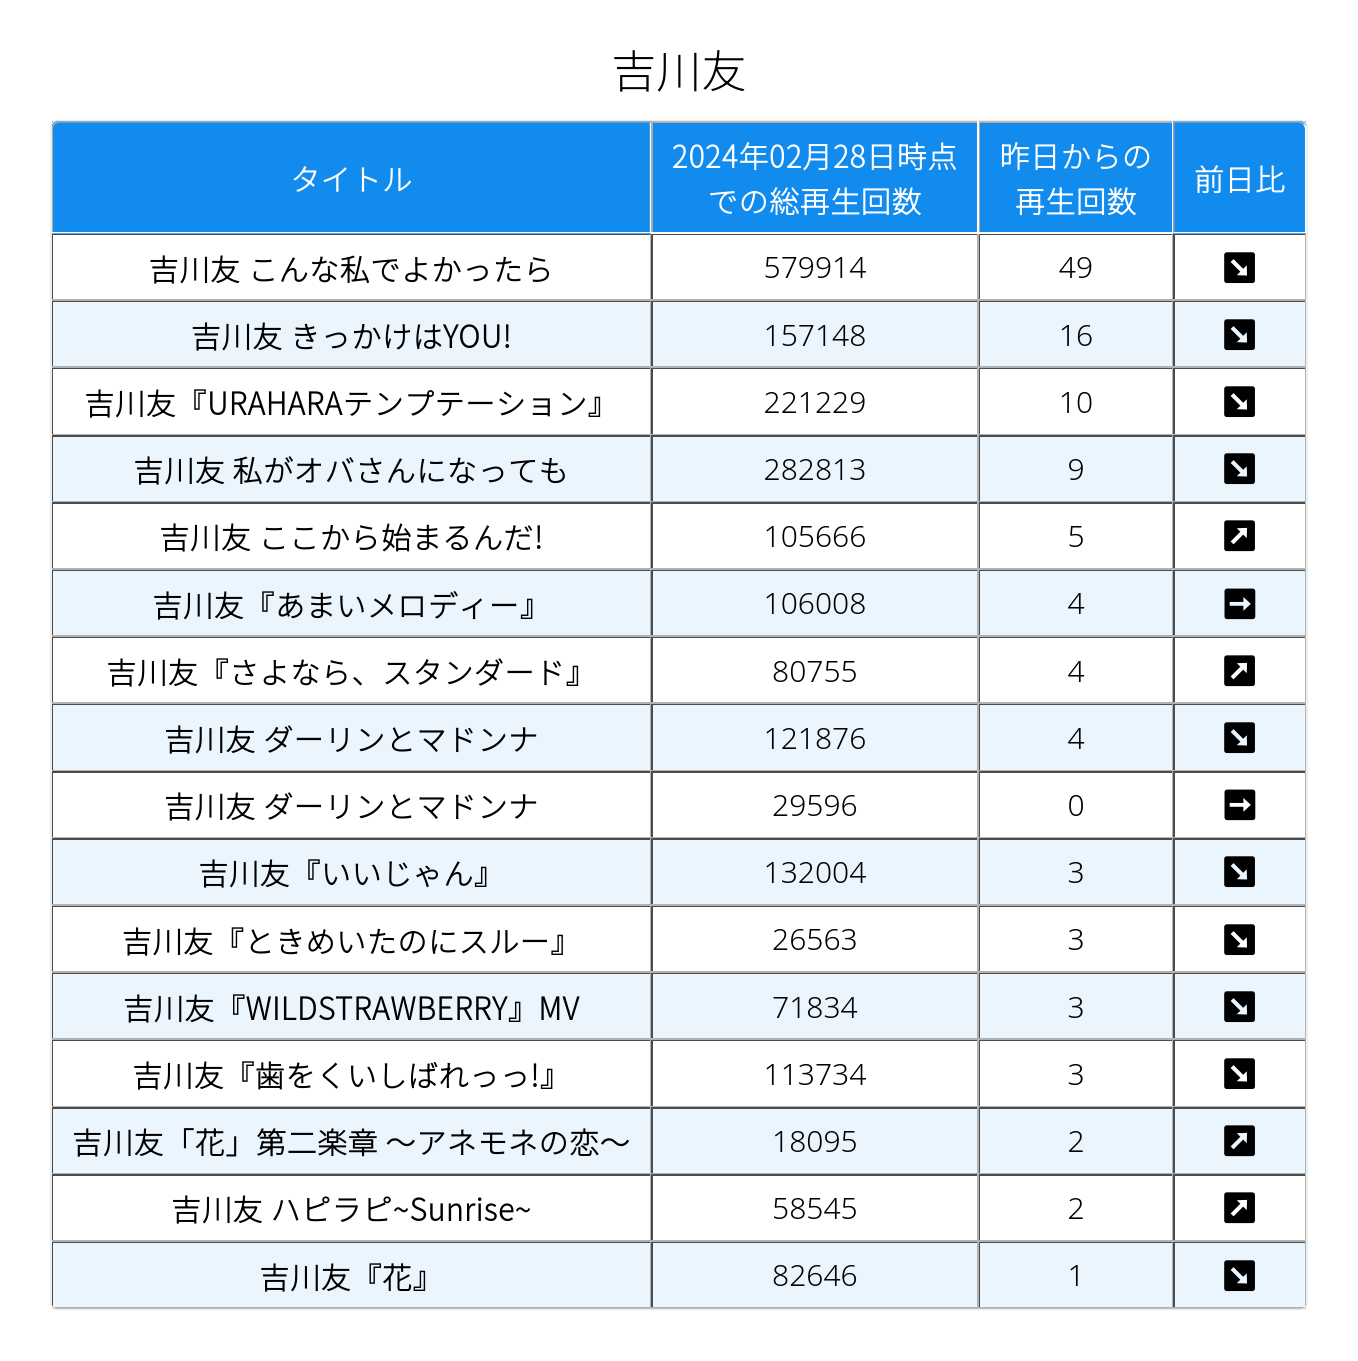 吉川友
タイトル 2024年02月28日時点での総再生回数 昨日からの再生回数 前日比
吉川友 こんな私でよかったら 579914 49 ↘
吉川友 きっかけはYOU! 157148 16 ↘
吉川友『URAHARAテンプテーション』 221229 10 ↘
吉川友 私がオバさんになっても 282813 9 ↘
吉川友 ここから始まるんだ! 105666 5 ↗
吉川友『あまいメロディー』 106008 4 →
吉川友『さよなら、スタンダード』 80755 4 ↗
吉川友 ダーリンとマドンナ 121876 4 ↘
吉川友 ダーリンとマドンナ 29596 0 →
吉川友『いいじゃん』 132004 3 ↘
吉川友『ときめいたのにスルー』 26563 3 ↘
吉川友『WILDSTRAWBERRY』MV 71834 3 ↘
吉川友『歯をくいしばれっっ!』 113734 3 ↘
吉川友「花」第二楽章 〜アネモネの恋〜 18095 2 ↗
吉川友 ハピラピ~Sunrise~ 58545 2 ↗
吉川友『花』 82646 1 ↘